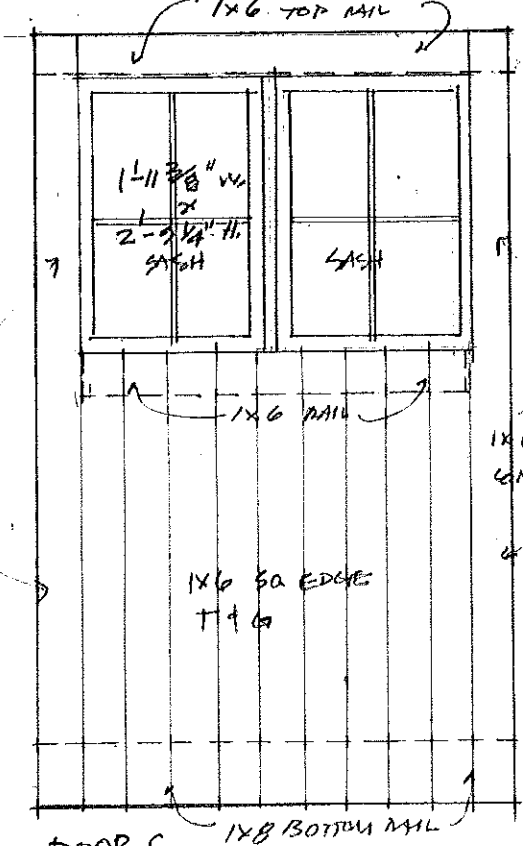 1X6 TOP RAIL
1'-11 3/8" W.
X
2'-9 1/4" H.
SASH
SASH
1X6 RAIL
1X
1X6 SQ EDGE
T & G
1X8 BOTTOM RAIL
DOOR C